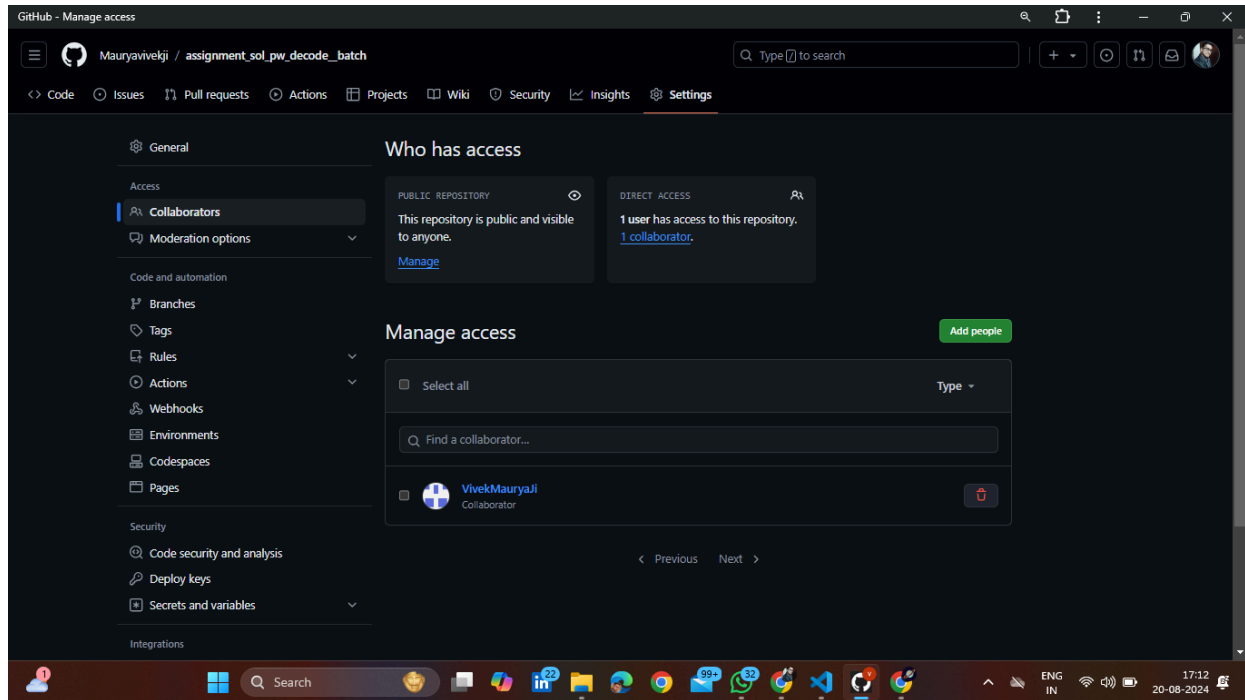 GitHub - Manage access
Mauryavivekji / assignment_sol_pw_decode_batch
Type / to search
Code Issues Pull requests Actions Projects Wiki Security Insights Settings
General
Access
Collaborators
Moderation options
Code and automation
Branches
Tags
Rules
Actions
Webhooks
Environments
Codespaces
Pages
Security
Code security and analysis
Deploy keys
Secrets and variables
Integrations
Who has access
PUBLIC REPOSITORY
This repository is public and visible
to anyone.
Manage
DIRECT ACCESS
1 user has access to this repository.
1 collaborator.
Manage access
Add people
Select all
Type
Find a collaborator...
VivekMauryaJi
Collaborator
Previous Next
1
Search
22
99+
32
ENG
IN
17:12
20-08-2024